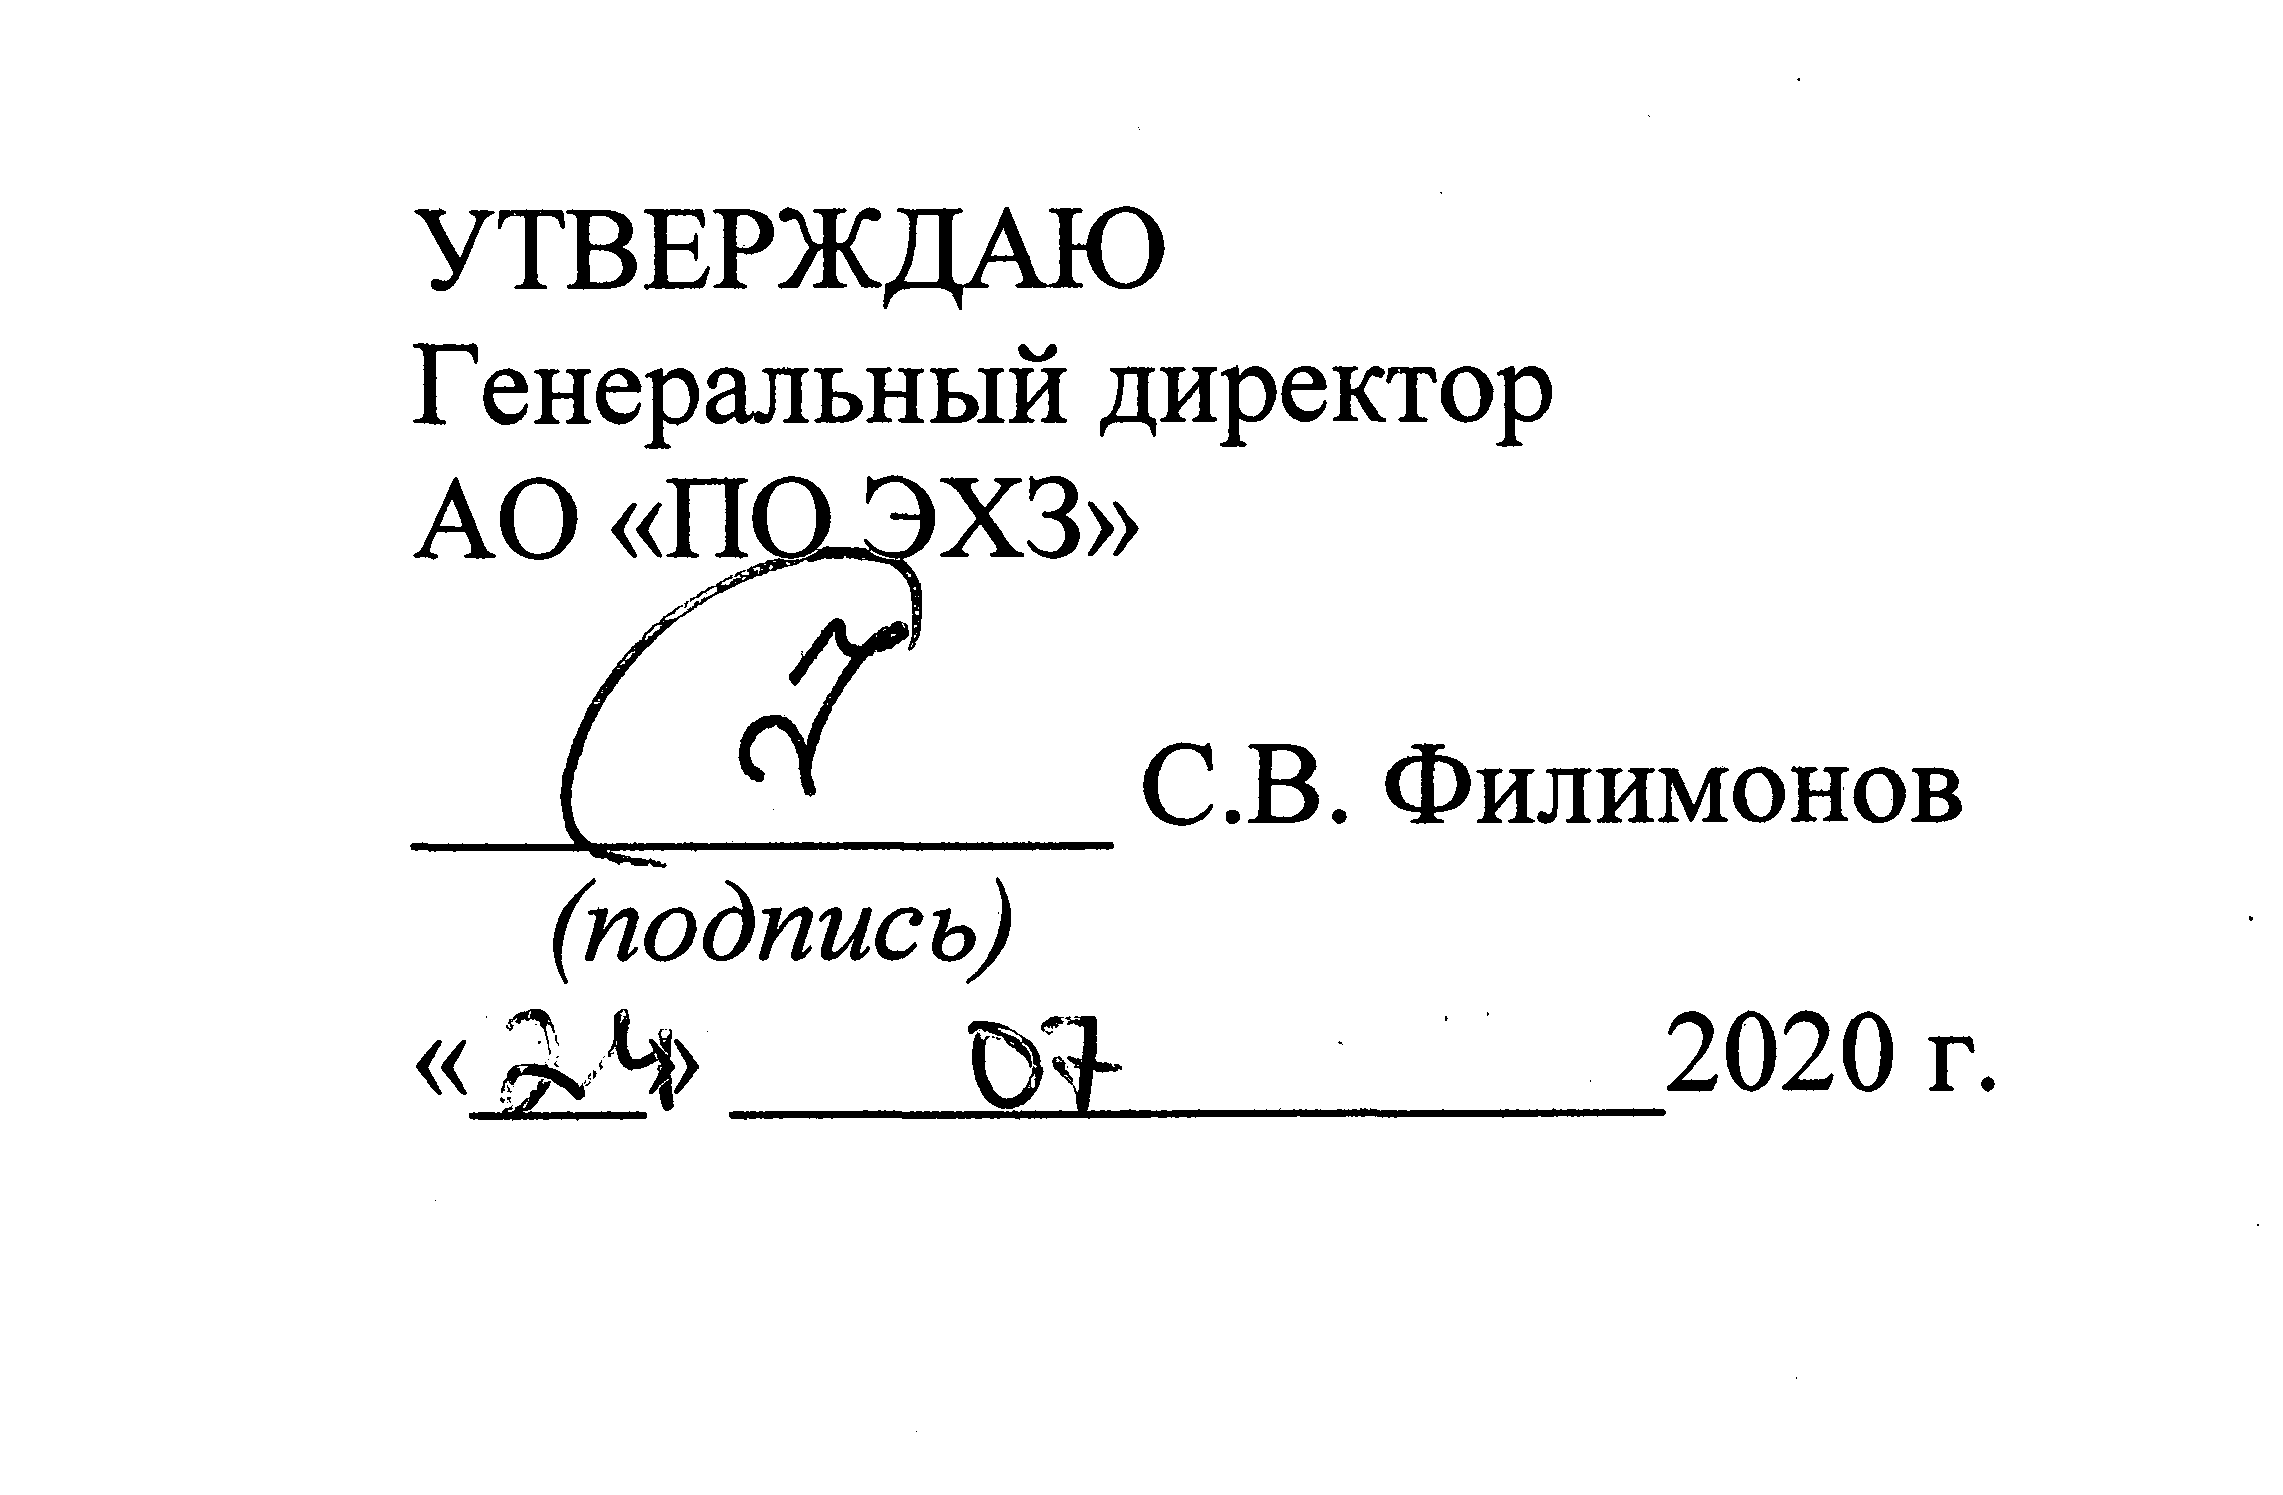 УТВЕРЖДАЮ
Генеральный директор
АО «ПО ЭХЗ»
С.В. Филимонов
(подпись)
«24» 07 2020 г.